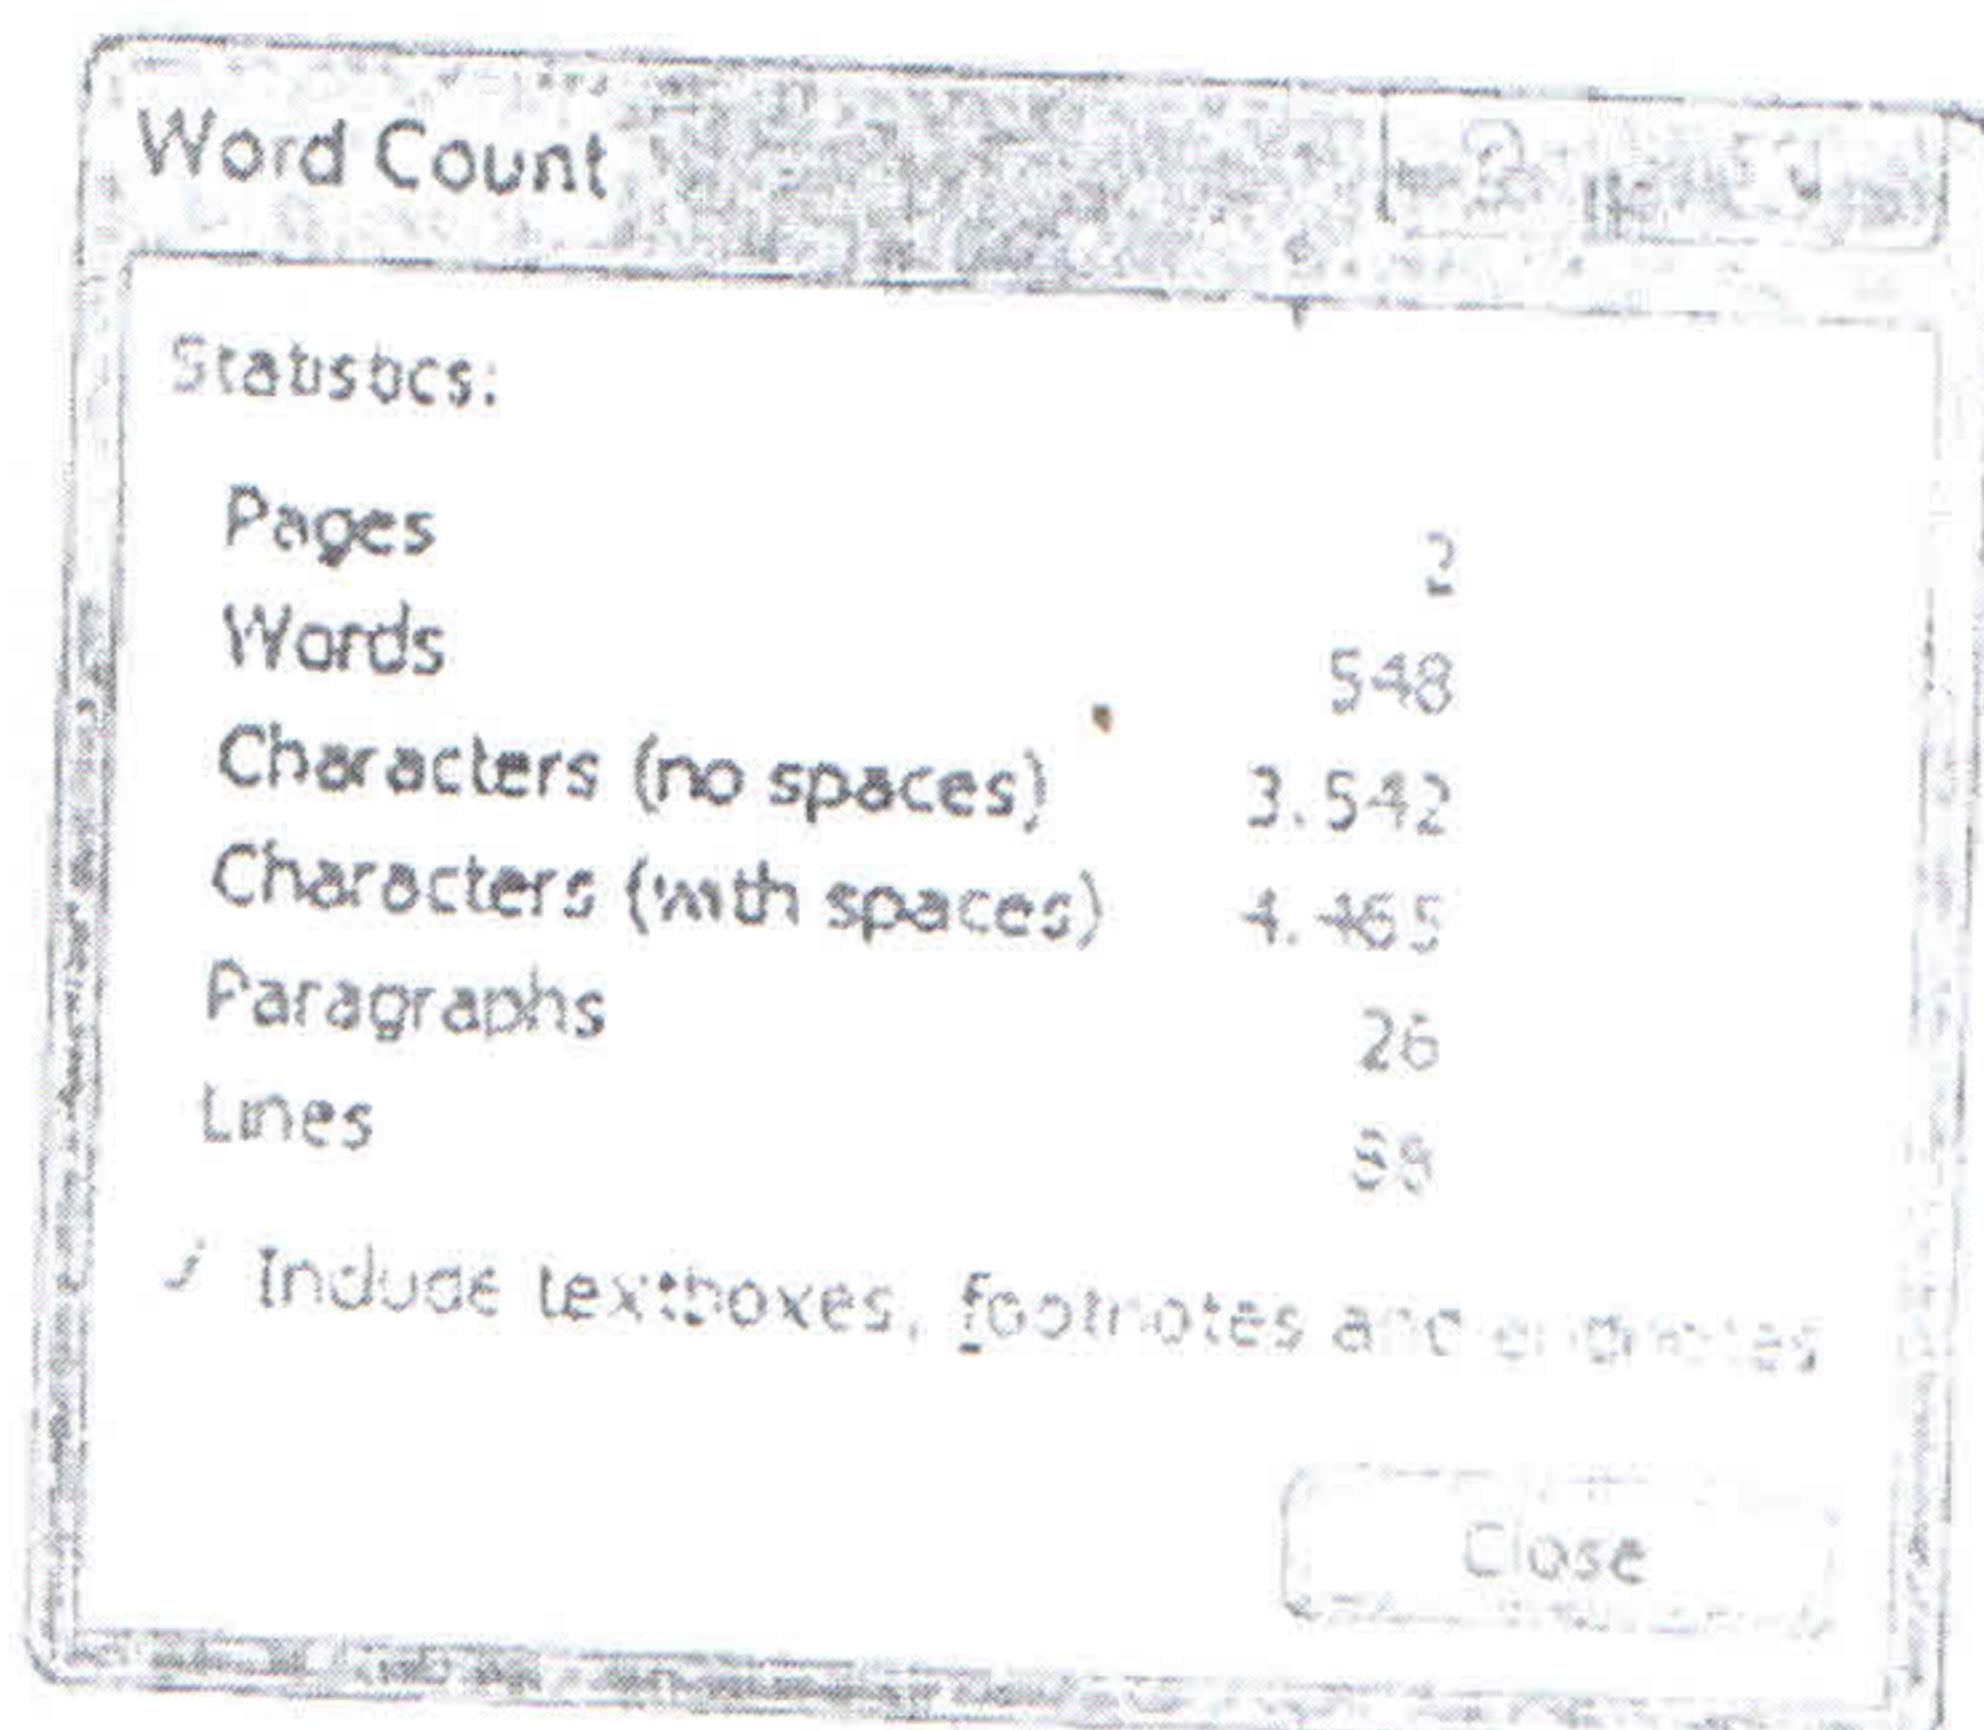 Word Count
Statistics:
Pages 2
Words 548
Characters (no spaces) 3.542
Characters (with spaces) 4.465
Paragraphs 26
Lines
Include textboxes, footnotes and endnotes
Close